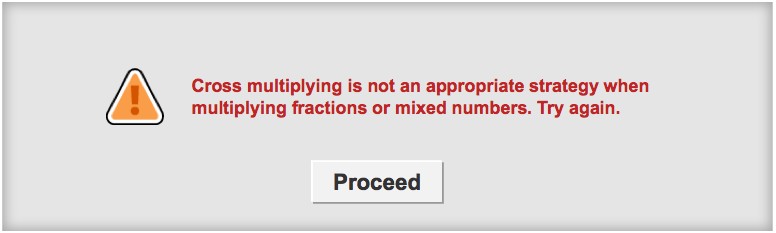 Cross multiplying is not an appropriate strategy when
multiplying fractions or mixed numbers. Try again.
Proceed